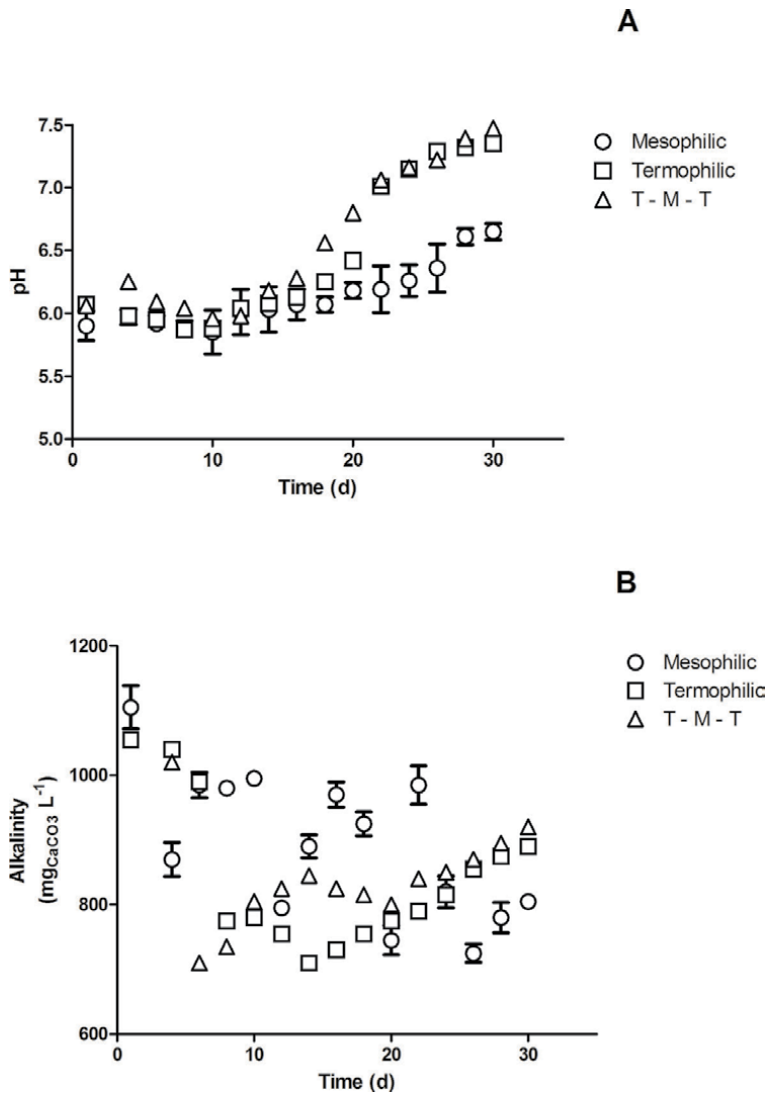 A
7.5
7.0
6.5
6.0
5.5
5.0
pH
0
10
20
30
Time (d)
Mesophilic
Termophilic
T - M - T
B
1200
1000
800
600
Alkalinity
(mgCaCO3 L-1)
0
10
20
30
Time (d)
Mesophilic
Termophilic
T - M - T